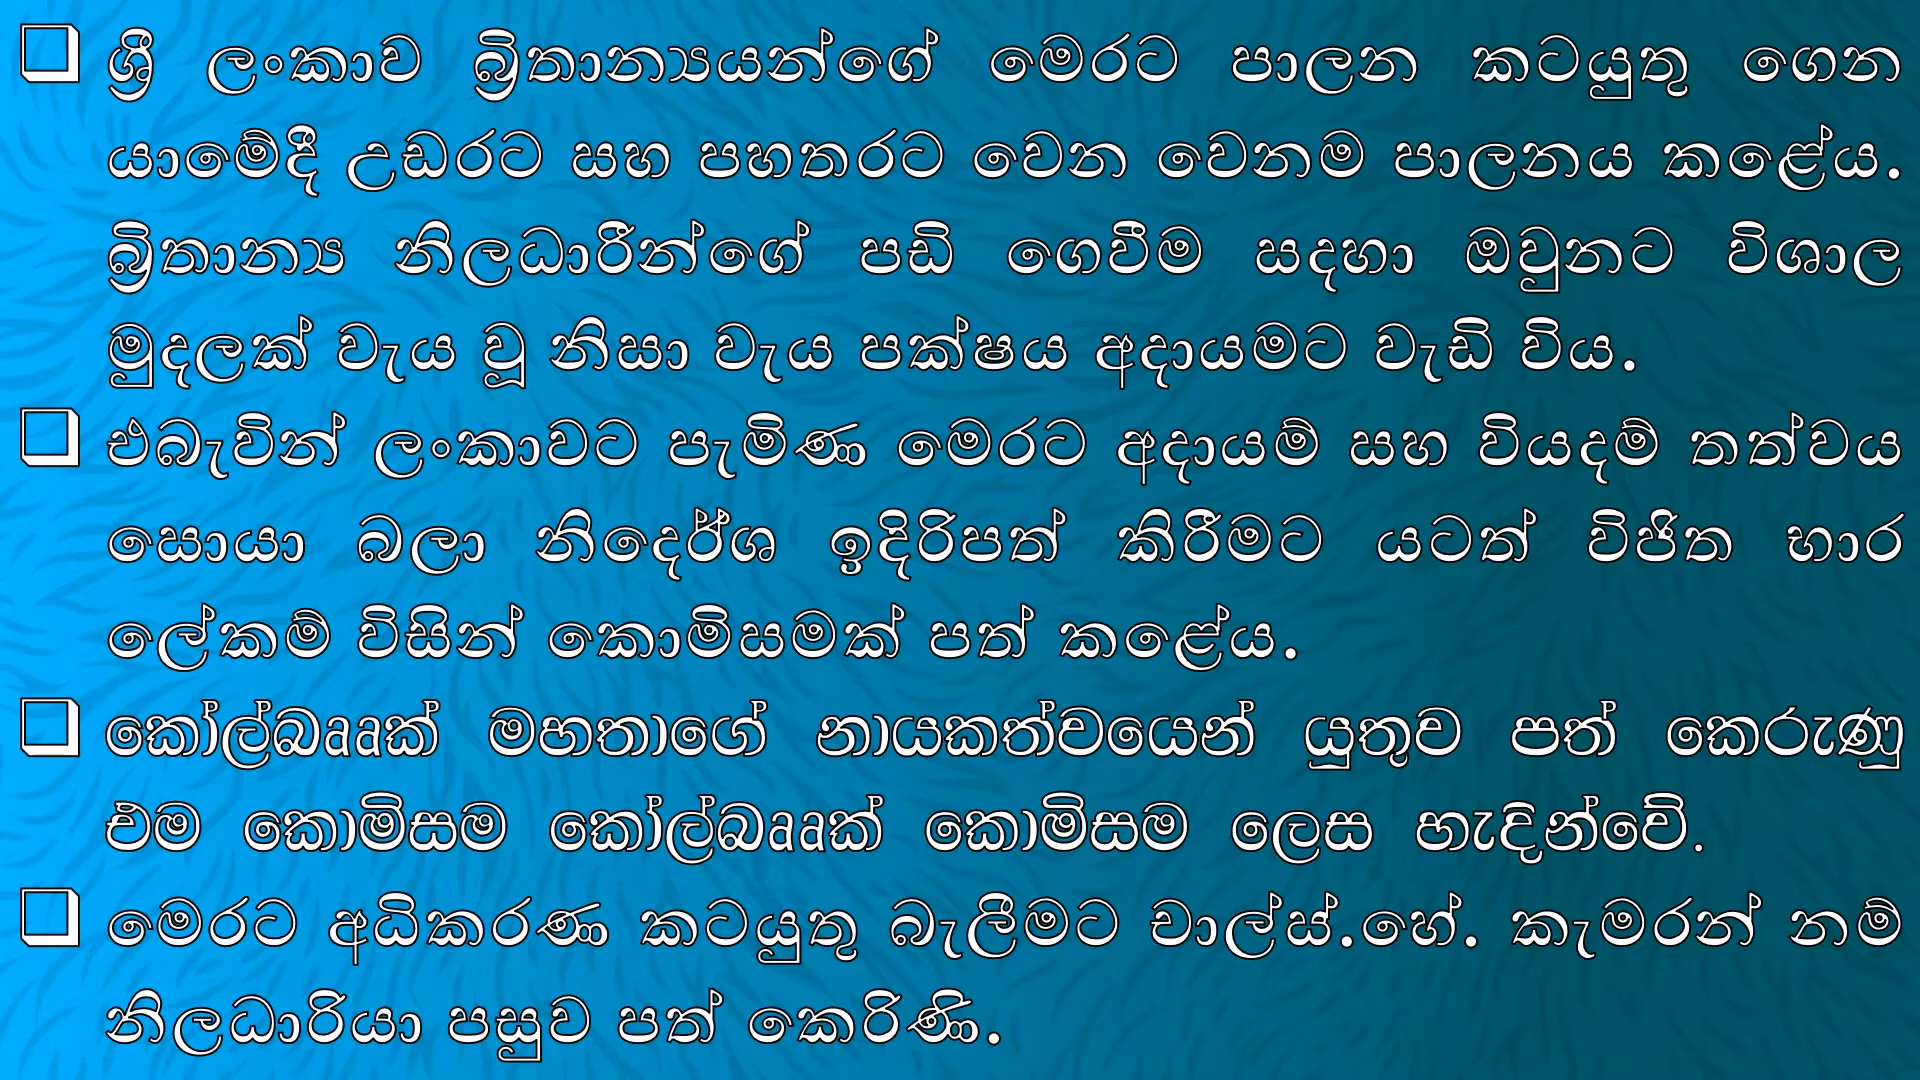 ❑ ශ්‍රී ලංකාව බ්‍රිතාන්‍යයන්ගේ මෙරට පාලන කටයුතු ගෙන
යාමේදී උඩරට සහ පහතරට වෙන වෙනම පාලනය කළේය.
බ්‍රිතාන්‍ය නිලධාරීන්ගේ පඩි ගෙවීම සදහා ඔවුනට විශාල
මුදලක් වැය වූ නිසා වැය පක්ෂය අදායමට වැඩි විය.
❑ එබැවින් ලංකාවට පැමිණ මෙරට අදායම් සහ වියදම් තත්වය
සොයා බලා නිදෙර්ශ ඉදිරිපත් කිරීමට යටත් විජිත භාර
ලේකම් විසින් කොමිසමක් පත් කළේය.
❑ කෝල්බෲක් මහතාගේ නායකත්වයෙන් යුතුව පත් කෙරුණු
එම කොමිසම කෝල්බෲක් කොමිසම ලෙස හැඳින්වේ.
❑ මෙරට අධිකරණ කටයුතු බැලීමට චාල්ස්.හේ. කැමරන් නම්
නිලධාරියා පසුව පත් කෙරිණි.